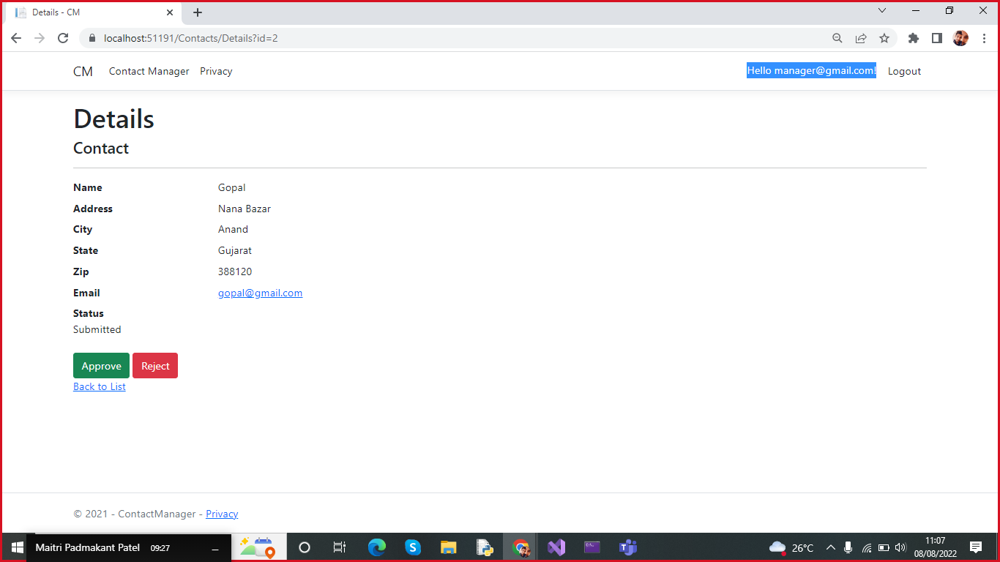 Details - CM
localhost:51191/Contacts/Details?id=2
CM Contact Manager Privacy Hello manager@gmail.com! Logout
Details
Contact
Name Gopal
Address Nana Bazar
City Anand
State Gujarat
Zip 388120
Email gopal@gmail.com
Status
Submitted
Approve Reject
Back to List
© 2021 - ContactManager - Privacy
Maitri Padmakant Patel 09:27
26°C
11:07
08/08/2022